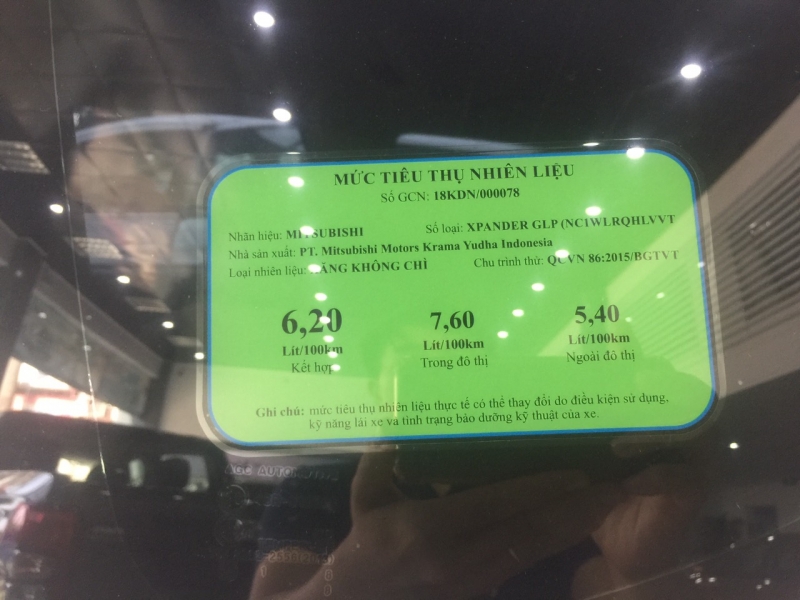 MỨC TIÊU THỤ NHIÊN LIỆU
Số GCN: 18KDN/000078
Nhãn hiệu: MITSUBISHI Số loại: XPANDER GLP (NC1WLRQHLVVT
Nhà sản xuất: PT. Mitsubishi Motors Krama Yudha Indonesia
Loại nhiên liệu: XĂNG KHÔNG CHÌ Chu trình thử: QCVN 86:2015/BGTVT
6,20 7,60 5,40
Lít/100km Lít/100km Lít/100km
Kết hợp Trong đô thị Ngoài đô thị
Ghi chú: mức tiêu thụ nhiên liệu thực tế có thể thay đổi do điều kiện sử dụng,
kỹ năng lái xe và tình trạng bảo dưỡng kỹ thuật của xe.